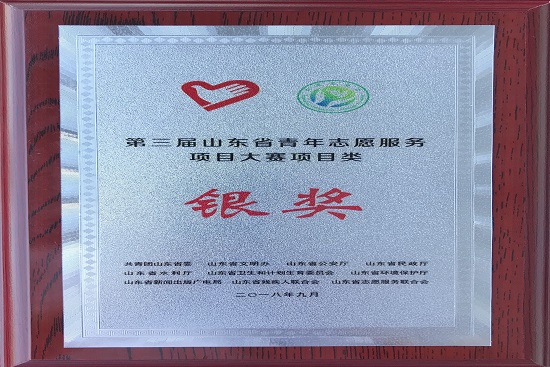 第三届山东省青年志愿服务
项目大赛项目类
银奖
共青团山东省委 山东省文明办 山东省公安厅 山东省民政厅
山东省水利厅 山东省卫生和计划生育委员会 山东省环境保护厅
山东省新闻出版广电局 山东省残疾人联合会 山东省志愿服务联合会
二〇一八年九月